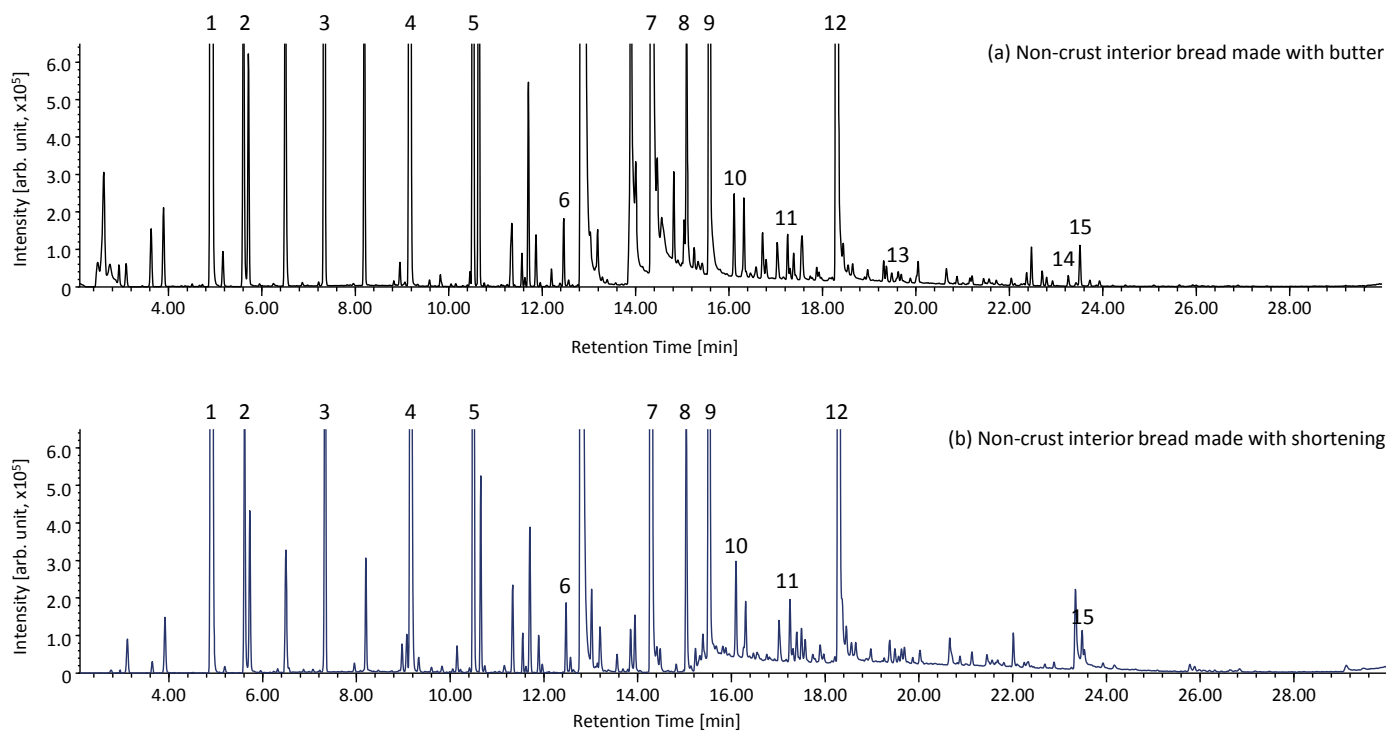 1 2 3 4 5 7 8 9 12
(a) Non-crust interior bread made with butter
Intensity [arb. unit, x10⁵]
6.0
5.0
4.0
3.0
2.0
1.0
0
6 10 11 13 14 15
4.00 6.00 8.00 10.00 12.00 14.00 16.00 18.00 20.00 22.00 24.00 26.00 28.00
Retention Time [min]
1 2 3 4 5 7 8 9 12
(b) Non-crust interior bread made with shortening
Intensity [arb. unit, x10⁵]
6.0
5.0
4.0
3.0
2.0
1.0
0
6 10 11 15
4.00 6.00 8.00 10.00 12.00 14.00 16.00 18.00 20.00 22.00 24.00 26.00 28.00
Retention Time [min]